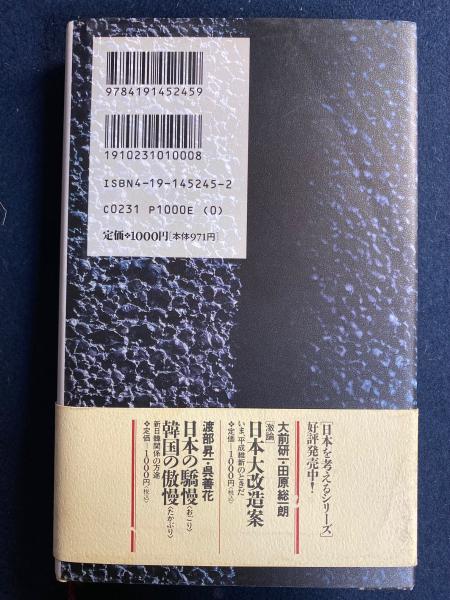 9784191452459
1910231010008
ISBN4-19-145245-2
C0231 P1000E (0)
定価❖1000円［本体971円］
［日本を考えるシリーズ］
好評発売中！
大前研一・田原総一朗
［激論］
日本大改造案
いま、平成維新のときだ
❖定価＝1000円〈税込〉
渡部昇一・呉善花
日本の驕慢〈おごり〉
韓国の傲慢〈たかぶり〉
新日韓関係の方途
❖定価＝1000円〈税込〉